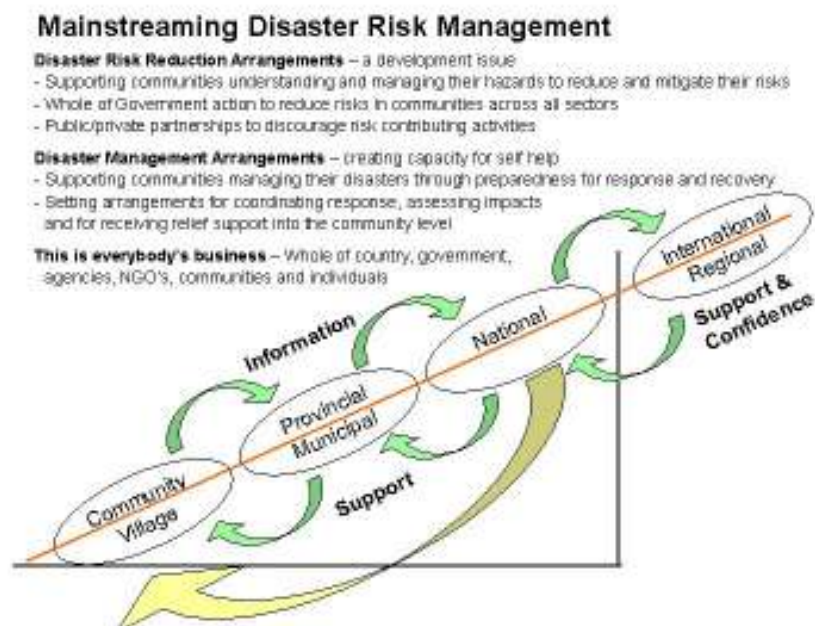 Mainstreaming Disaster Risk Management
Disaster Risk Reduction Arrangements – a development issue
- Supporting communities understanding and managing their hazards to reduce and mitigate their risks
- Whole of Government action to reduce risks in communities across all sectors
- Public/private partnerships to discourage risk contributing activities
Disaster Management Arrangements – creating capacity for self help
- Supporting communities managing their disasters through preparedness for response and recovery
- Setting arrangements for coordinating response, assessing impacts
and for receiving relief support into the community level
This is everybody's business – Whole of country, government,
agencies, NGO's, communities and individuals
International
Regional
Support &
Confidence
National
Information
Provincial
Municipal
Support
Community
Village